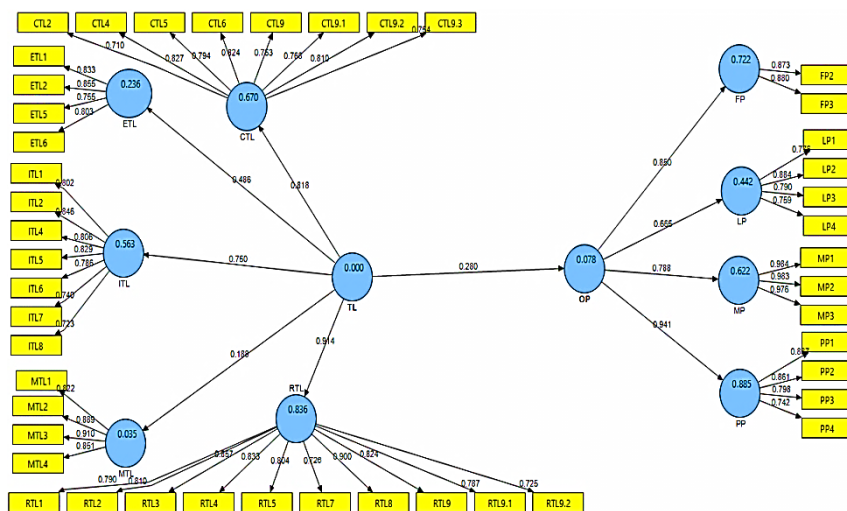 CTL2 CTL4 CTL5 CTL6 CTL9 CTL9.1 CTL9.2 CTL9.3
0.710 0.827 0.794 0.824 0.753 0.766 0.810 0.754
ETL1 0.833
ETL2 0.855
ETL5 0.755
ETL6 0.803
0.236
ETL
0.670
CTL
0.486
0.818
ITL1 0.802
ITL2 0.846
ITL4 0.806
ITL5 0.829
ITL6 0.786
ITL7 0.740
ITL8 0.723
0.563
ITL
0.750
0.000
TL
0.280
0.078
OP
0.188
0.914
MTL1 0.822
MTL2
MTL3 0.910
MTL4 0.851
0.035
MTL
RTL
0.836
0.790 0.810 0.857 0.833 0.804 0.726 0.900 0.824 0.787 0.725
RTL1 RTL2 RTL3 RTL4 RTL5 RTL7 RTL8 RTL9 RTL9.1 RTL9.2
0.850
0.665
0.788
0.941
0.722
FP
0.873 FP2
0.880 FP3
0.442
LP
LP1
0.884 LP2
0.790 LP3
0.759 LP4
0.622
MP
0.984 MP1
0.983 MP2
0.976 MP3
0.885
PP
PP1
0.861 PP2
0.798 PP3
0.742 PP4